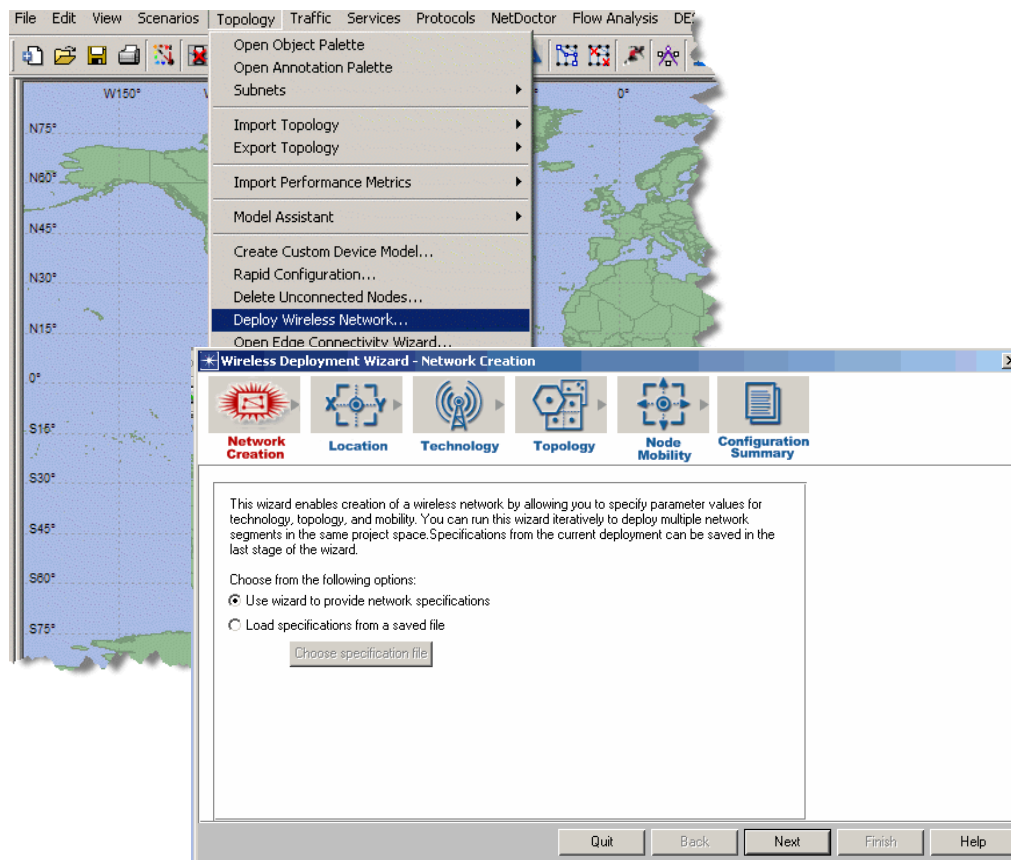 File Edit View Scenarios Topology Traffic Services Protocols NetDoctor Flow Analysis
Open Object Palette
Open Annotation Palette
Subnets
Import Topology
Export Topology
Import Performance Metrics
Model Assistant
Create Custom Device Model...
Rapid Configuration...
Delete Unconnected Nodes...
Deploy Wireless Network...
Open Edge Connectivity Wizard...
W150°
0°
N75°
N60°
N45°
N30°
N15°
0°
S15°
S30°
S45°
S60°
S75°
Wireless Deployment Wizard - Network Creation
X Y
Network Creation
Location
Technology
Topology
Node Mobility
Configuration Summary
This wizard enables creation of a wireless network by allowing you to specify parameter values for
technology, topology, and mobility. You can run this wizard iteratively to deploy multiple network
segments in the same project space.Specifications from the current deployment can be saved in the
last stage of the wizard.
Choose from the following options:
Use wizard to provide network specifications
Load specifications from a saved file
Choose specification file
Quit Back Next Finish Help